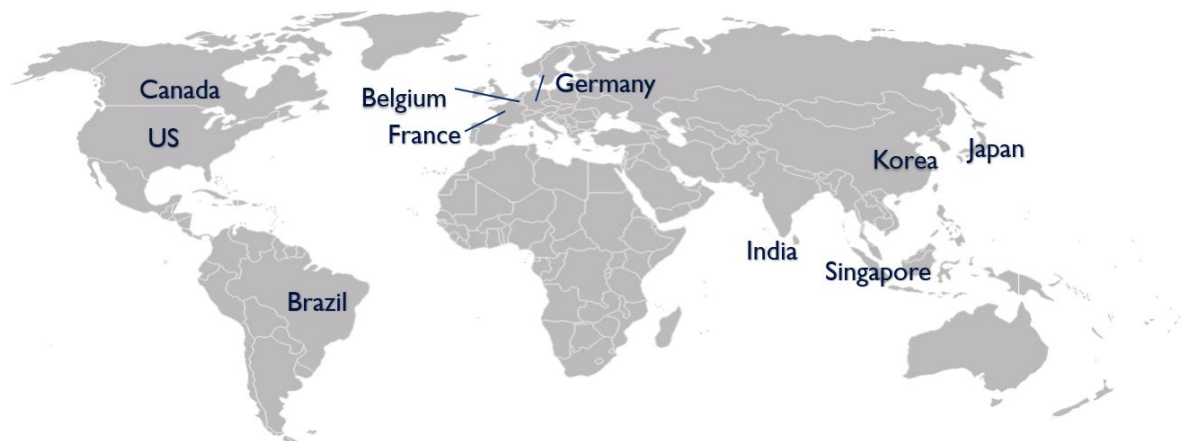 Canada
US
Brazil
Germany
Belgium
France
Korea
Japan
India
Singapore